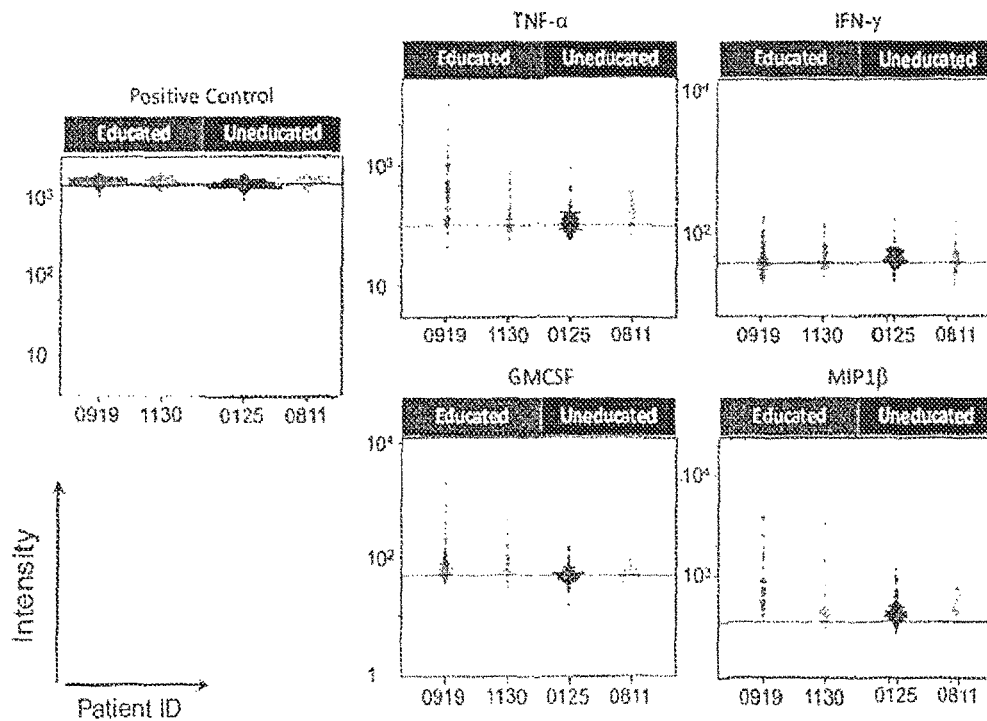 Positive Control
Educated Uneducated
10³
10²
10
0919 1130 0125 0811
TNF-α
Educated Uneducated
10³
10
0919 1130 0125 0811
IFN-γ
Educated Uneducated
10⁴
10²
0919 1130 0125 0811
GMCSF
Educated Uneducated
10⁴
10²
1
0919 1130 0125 0811
MIP1β
Educated Uneducated
10⁴
10³
0919 1130 0125 0811
Intensity
Patient ID